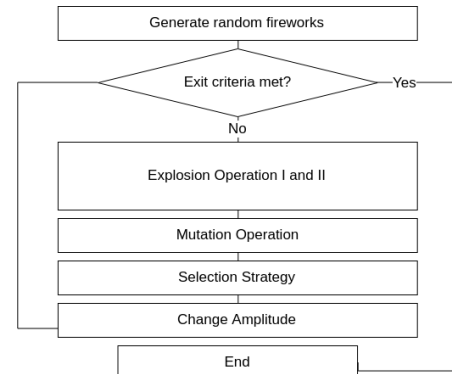 Generate random fireworks
Exit criteria met?
Yes
No
Explosion Operation I and II
Mutation Operation
Selection Strategy
Change Amplitude
End